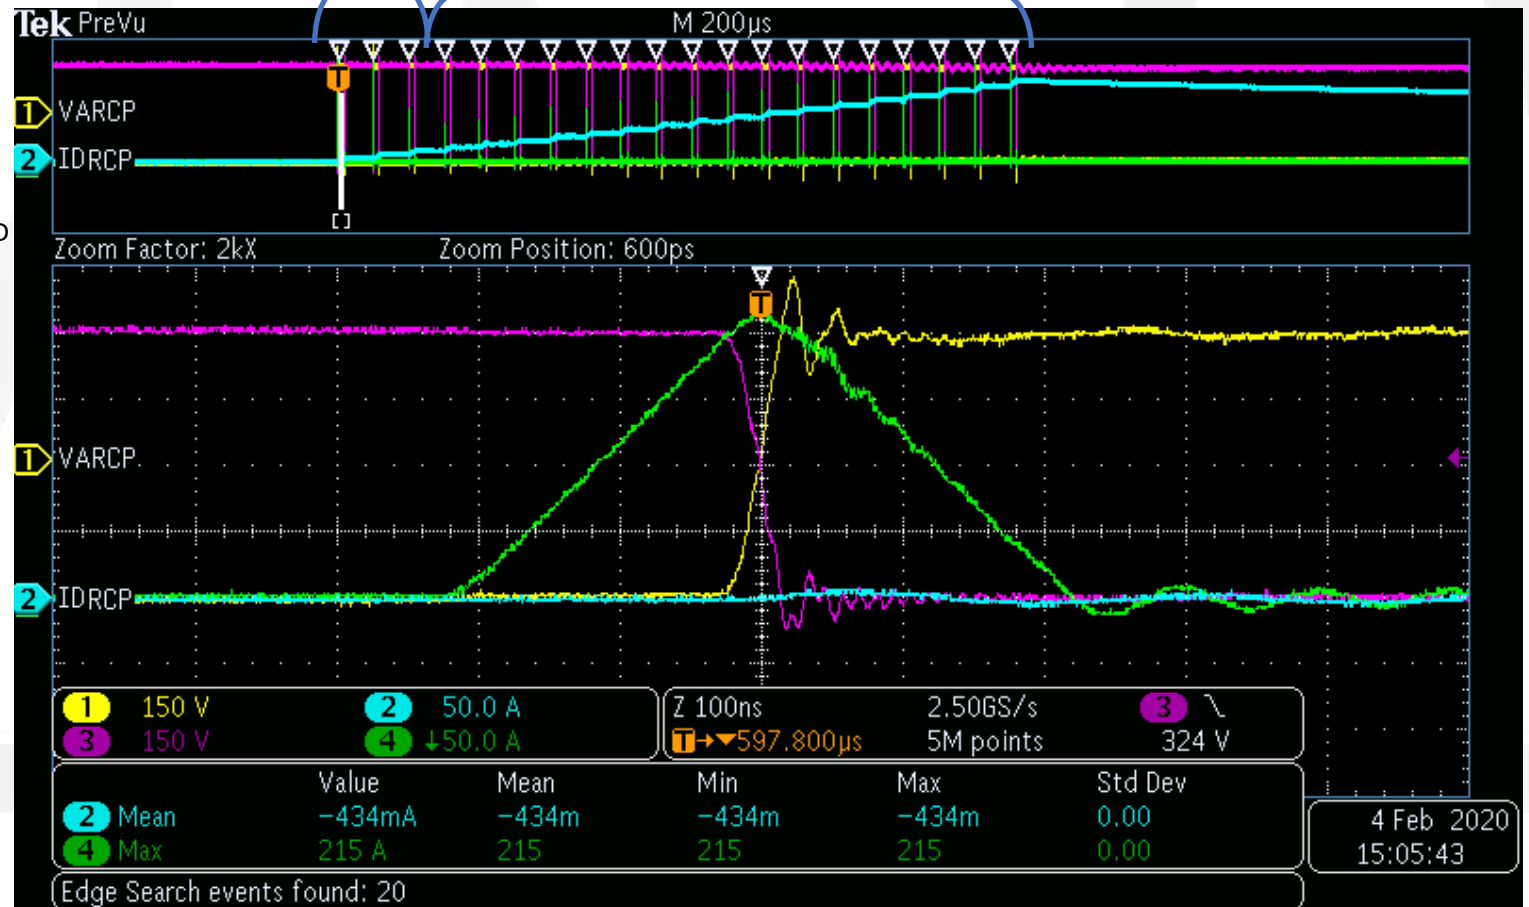 Tek PreVu M 200µs
T
1 VARCP
2 IDRCP
[]
Zoom Factor: 2kX Zoom Position: 600ps
T
1 VARCP
2 IDRCP
1 150 V 2 50.0 A Z 100ns 2.50GS/s 3
3 150 V 4 ↓50.0 A T→▼597.800µs 5M points 324 V
Value Mean Min Max Std Dev
2 Mean −434mA −434m −434m −434m 0.00
4 Max 215 A 215 215 215 0.00
4 Feb 2020
15:05:43
Edge Search events found: 20